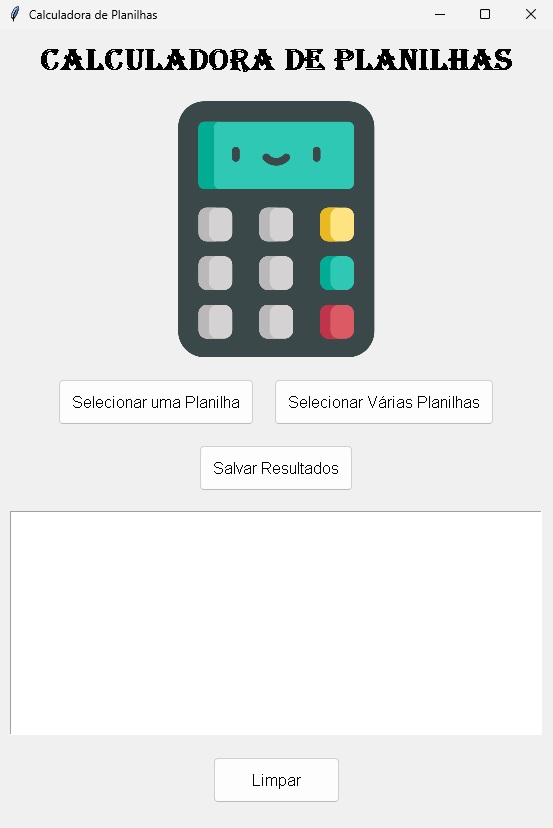 Calculadora de Planilhas
CALCULADORA DE PLANILHAS
Selecionar uma Planilha
Selecionar Várias Planilhas
Salvar Resultados
Limpar